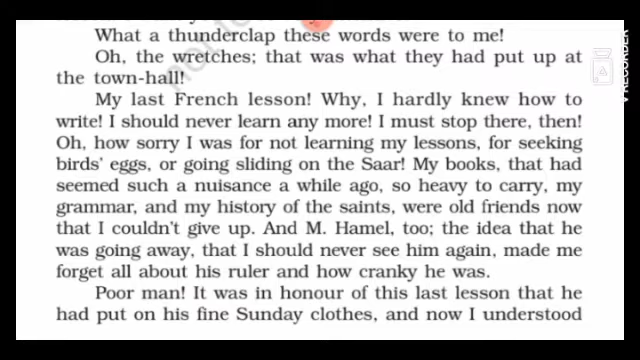 What a thunderclap these words were to me!
Oh, the wretches; that was what they had put up at
the town-hall!
My last French lesson! Why, I hardly knew how to
write! I should never learn any more! I must stop there, then!
Oh, how sorry I was for not learning my lessons, for seeking
birds’ eggs, or going sliding on the Saar! My books, that had
seemed such a nuisance a while ago, so heavy to carry, my
grammar, and my history of the saints, were old friends now
that I couldn’t give up. And M. Hamel, too; the idea that he
was going away, that I should never see him again, made me
forget all about his ruler and how cranky he was.
Poor man! It was in honour of this last lesson that he
had put on his fine Sunday clothes, and now I understood